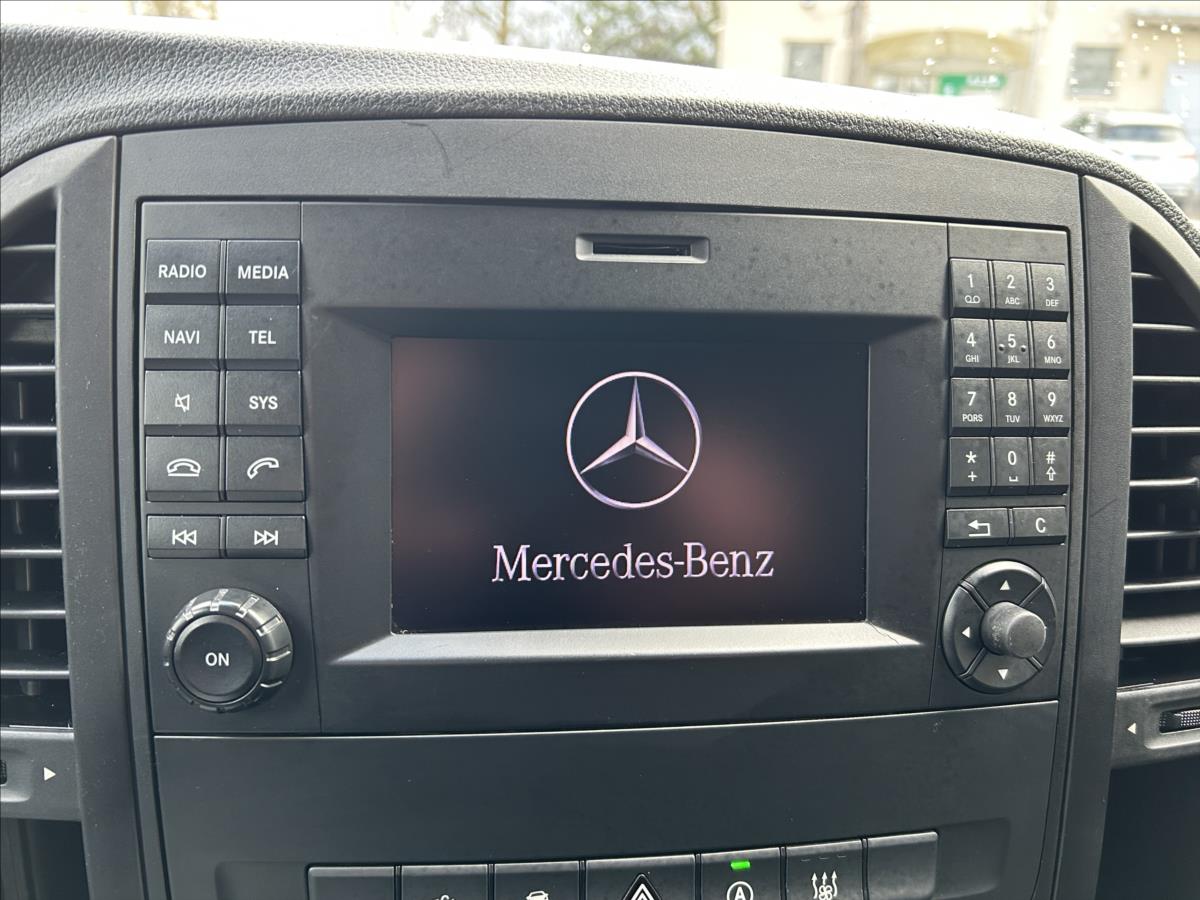 RADIO MEDIA
NAVI TEL
SYS
ON
Mercedes-Benz
1 2 3
ABC DEF
4 5 6
GHI JKL MNO
7 8 9
PQRS TUV WXYZ
* 0 #
+
C
A